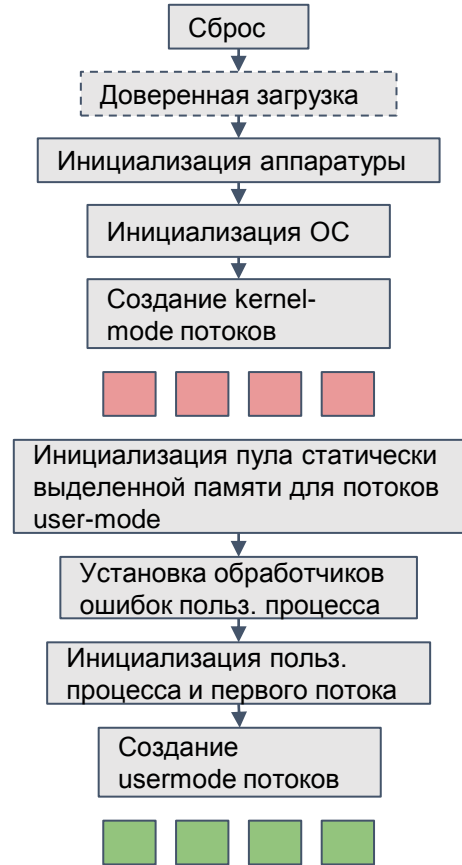 Сброс
Доверенная загрузка
Инициализация аппаратуры
Инициализация ОС
Создание kernel-
mode потоков
Инициализация пула статически
выделенной памяти для потоков
user-mode
Установка обработчиков
ошибок польз. процесса
Инициализация польз.
процесса и первого потока
Создание
usermode потоков